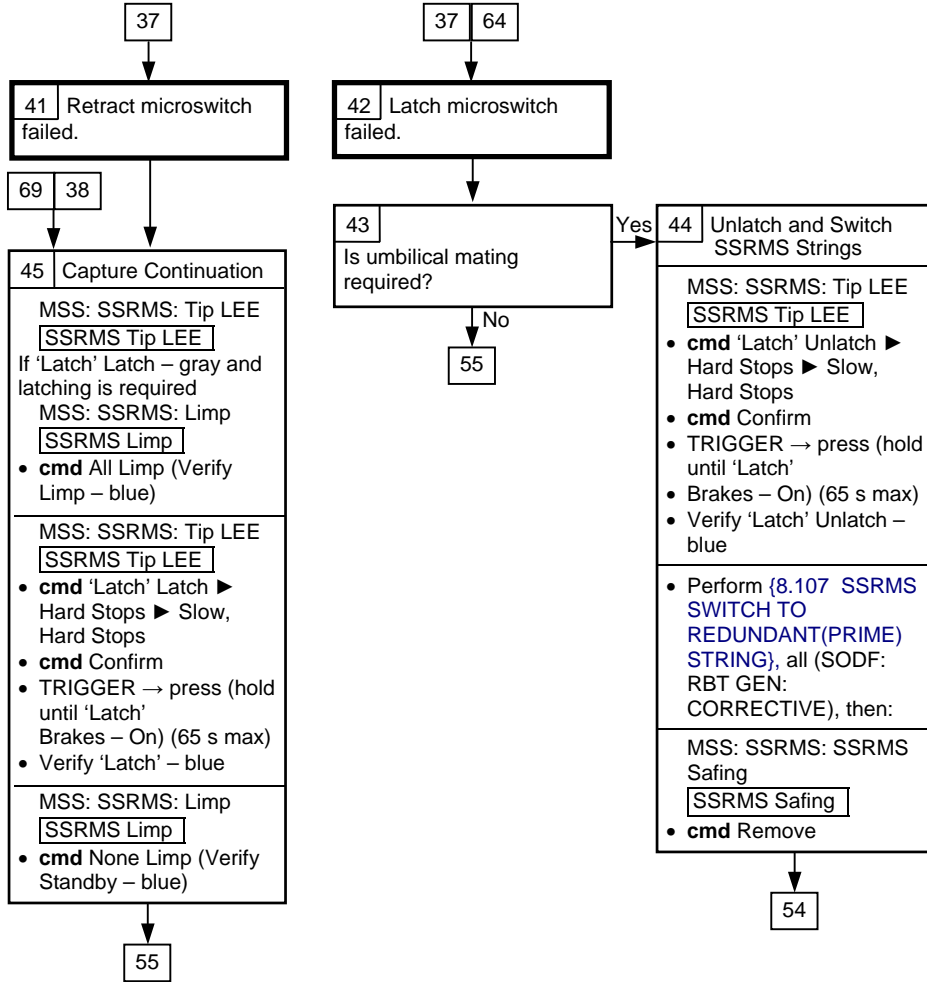 37
41 Retract microswitch
failed.
69 38
45 Capture Continuation
MSS: SSRMS: Tip LEE
SSRMS Tip LEE
If ‘Latch’ Latch – gray and
latching is required
MSS: SSRMS: Limp
SSRMS Limp
• cmd All Limp (Verify
Limp – blue)
MSS: SSRMS: Tip LEE
SSRMS Tip LEE
• cmd ‘Latch’ Latch ►
Hard Stops ► Slow,
Hard Stops
• cmd Confirm
• TRIGGER → press (hold
until ‘Latch’
Brakes – On) (65 s max)
• Verify ‘Latch’ – blue
MSS: SSRMS: Limp
SSRMS Limp
• cmd None Limp (Verify
Standby – blue)
55
37 64
42 Latch microswitch
failed.
43
Is umbilical mating
required?
Yes
No
55
44 Unlatch and Switch
SSRMS Strings
MSS: SSRMS: Tip LEE
SSRMS Tip LEE
• cmd ‘Latch’ Unlatch ►
Hard Stops ► Slow,
Hard Stops
• cmd Confirm
• TRIGGER → press (hold
until ‘Latch’
• Brakes – On) (65 s max)
• Verify ‘Latch’ Unlatch –
blue
• Perform {8.107 SSRMS
SWITCH TO
REDUNDANT(PRIME)
STRING}, all (SODF:
RBT GEN:
CORRECTIVE), then:
MSS: SSRMS: SSRMS
Safing
SSRMS Safing
• cmd Remove
54